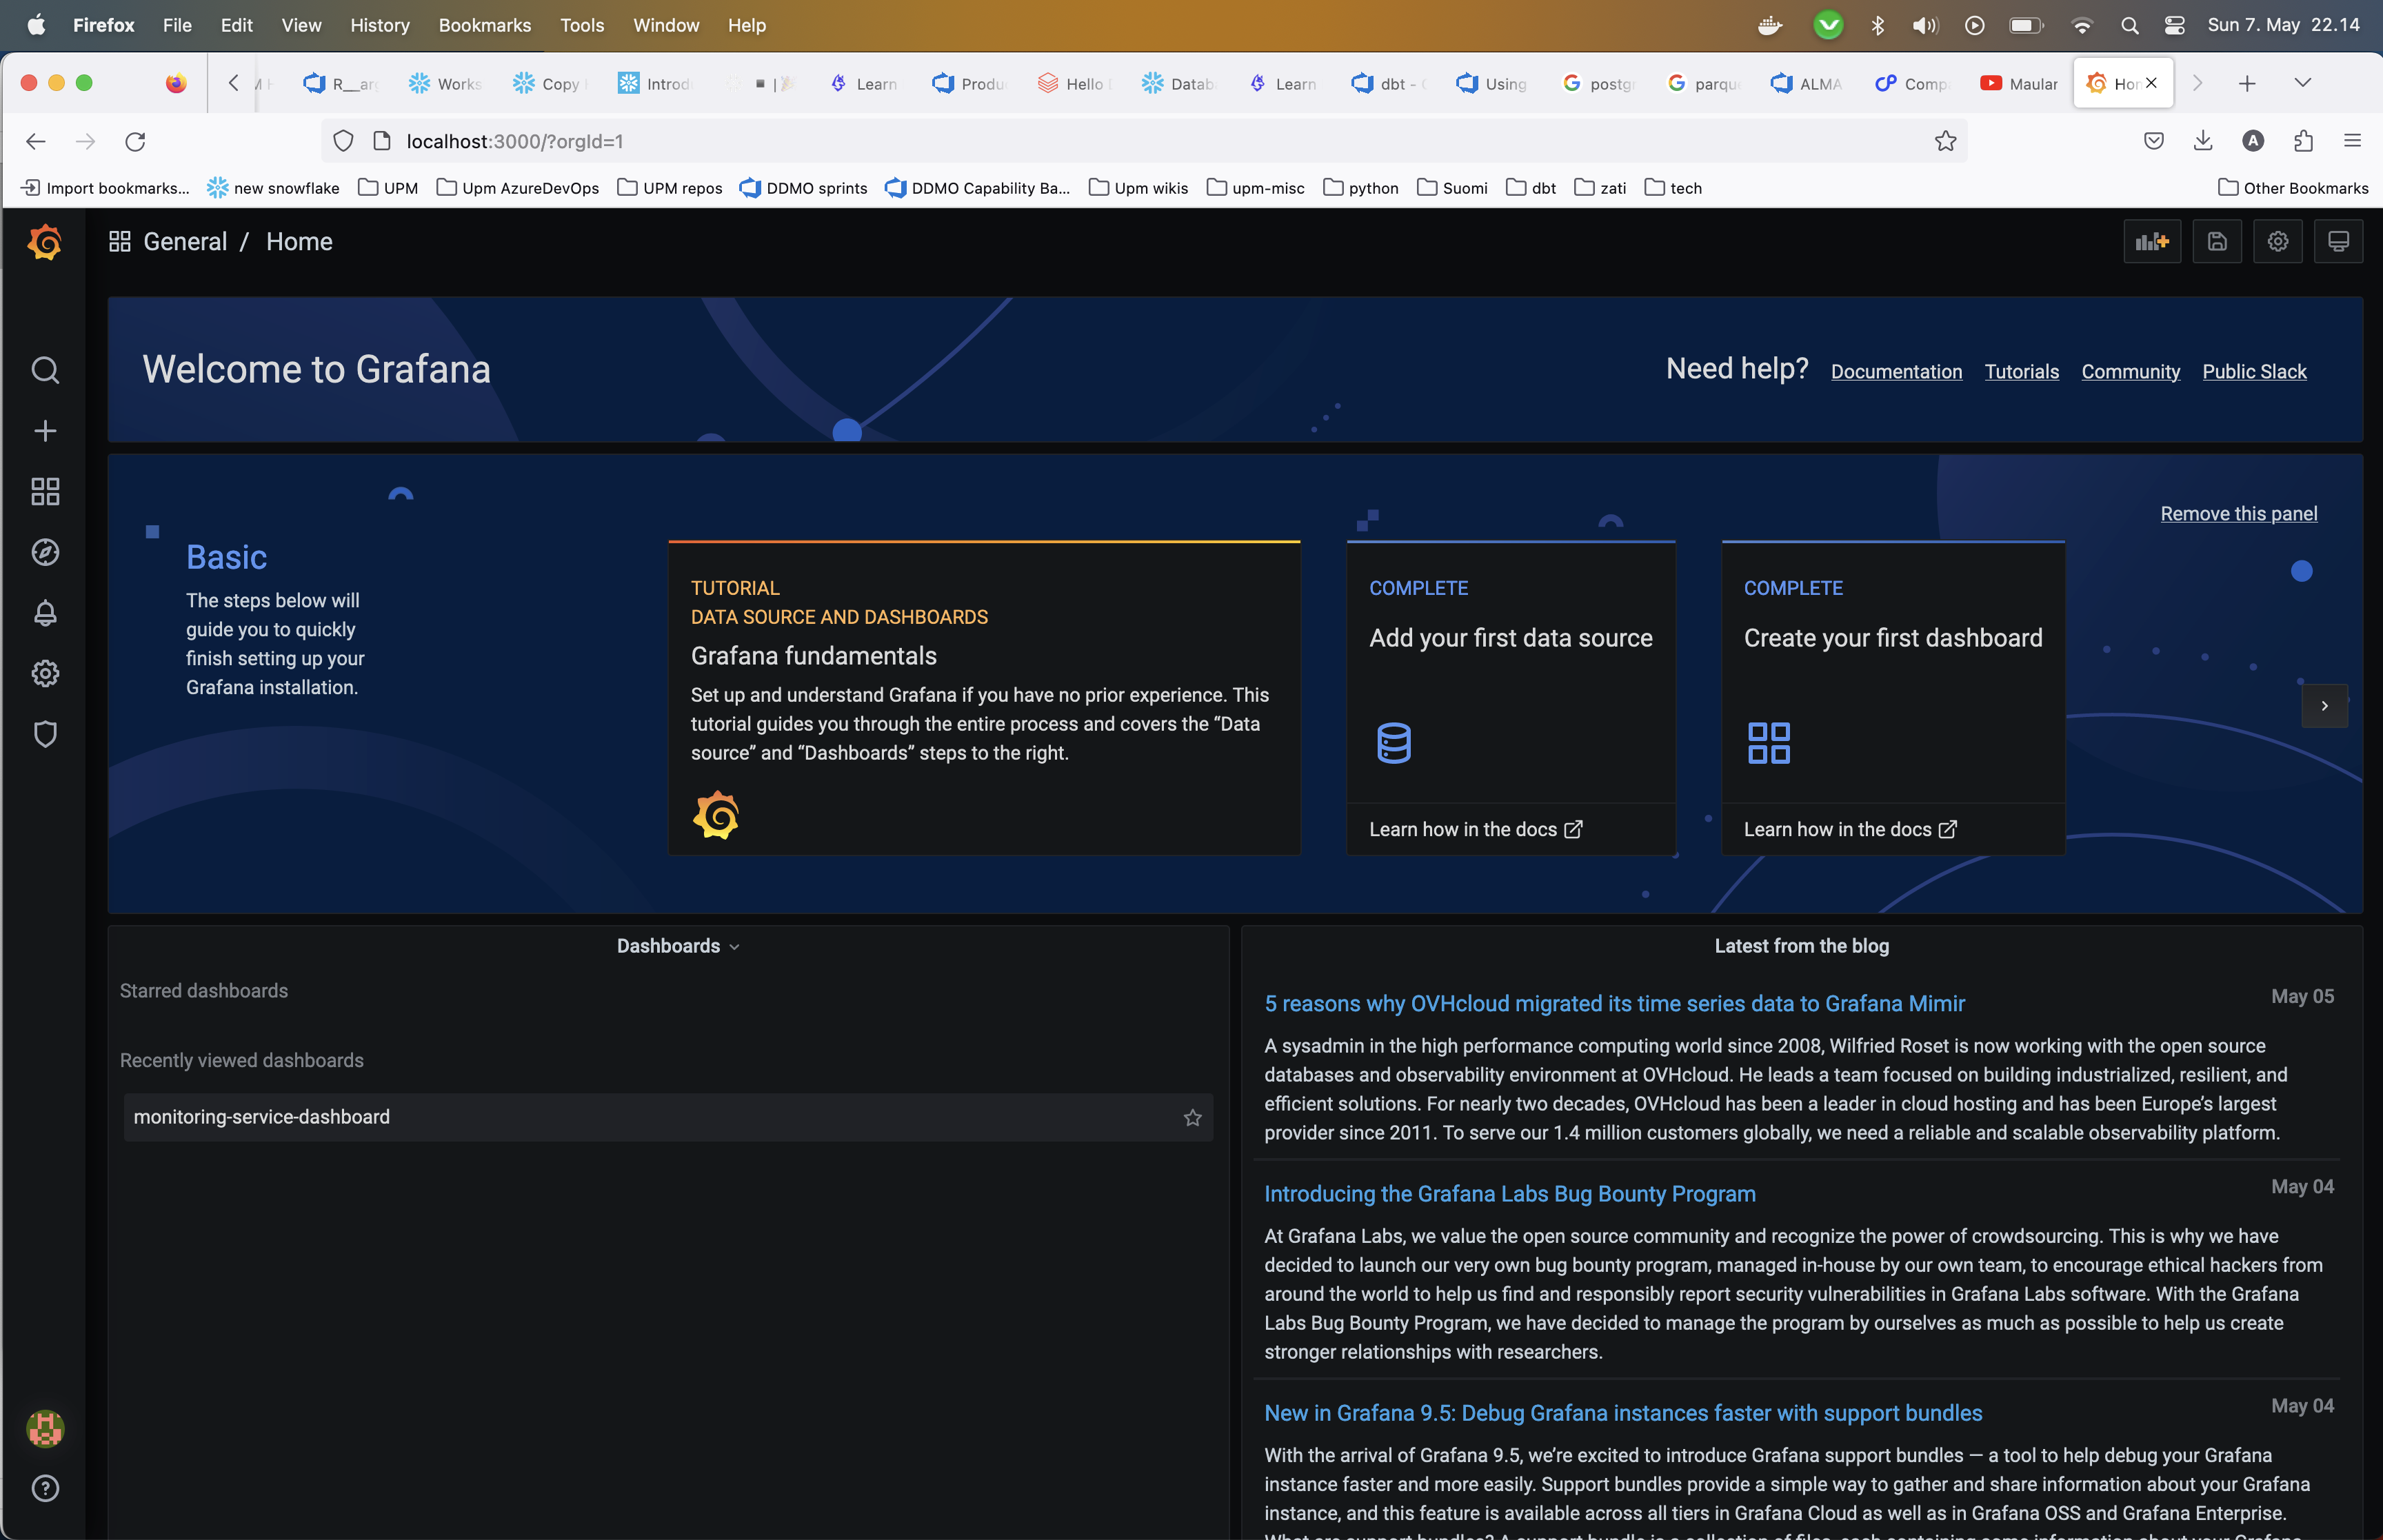 Firefox File Edit View History Bookmarks Tools Window Help Sun 7. May 22.14
R__ar Works Copy Introd Learn Produ Hello Datab Learn dbt - Using postgr parqu ALMA Comp Maular Hom
localhost:3000/?orgId=1
Import bookmarks... new snowflake UPM Upm AzureDevOps UPM repos DDMO sprints DDMO Capability Ba... Upm wikis upm-misc python Suomi dbt zati tech Other Bookmarks
General / Home
Welcome to Grafana
Need help? Documentation Tutorials Community Public Slack
Remove this panel
Basic
The steps below will
guide you to quickly
finish setting up your
Grafana installation.
TUTORIAL
DATA SOURCE AND DASHBOARDS
Grafana fundamentals
Set up and understand Grafana if you have no prior experience. This
tutorial guides you through the entire process and covers the “Data
source” and “Dashboards” steps to the right.
COMPLETE
Add your first data source
Learn how in the docs
COMPLETE
Create your first dashboard
Learn how in the docs
Dashboards
Starred dashboards
Recently viewed dashboards
monitoring-service-dashboard
Latest from the blog
5 reasons why OVHcloud migrated its time series data to Grafana Mimir
May 05
A sysadmin in the high performance computing world since 2008, Wilfried Roset is now working with the open source
databases and observability environment at OVHcloud. He leads a team focused on building industrialized, resilient, and
efficient solutions. For nearly two decades, OVHcloud has been a leader in cloud hosting and has been Europe’s largest
provider since 2011. To serve our 1.4 million customers globally, we need a reliable and scalable observability platform.
Introducing the Grafana Labs Bug Bounty Program
May 04
At Grafana Labs, we value the open source community and recognize the power of crowdsourcing. This is why we have
decided to launch our very own bug bounty program, managed in-house by our own team, to encourage ethical hackers from
around the world to help us find and responsibly report security vulnerabilities in Grafana Labs software. With the Grafana
Labs Bug Bounty Program, we have decided to manage the program by ourselves as much as possible to help us create
stronger relationships with researchers.
New in Grafana 9.5: Debug Grafana instances faster with support bundles
May 04
With the arrival of Grafana 9.5, we’re excited to introduce Grafana support bundles — a tool to help debug your Grafana
instance faster and more easily. Support bundles provide a simple way to gather and share information about your Grafana
instance, and this feature is available across all tiers in Grafana Cloud as well as in Grafana OSS and Grafana Enterprise.